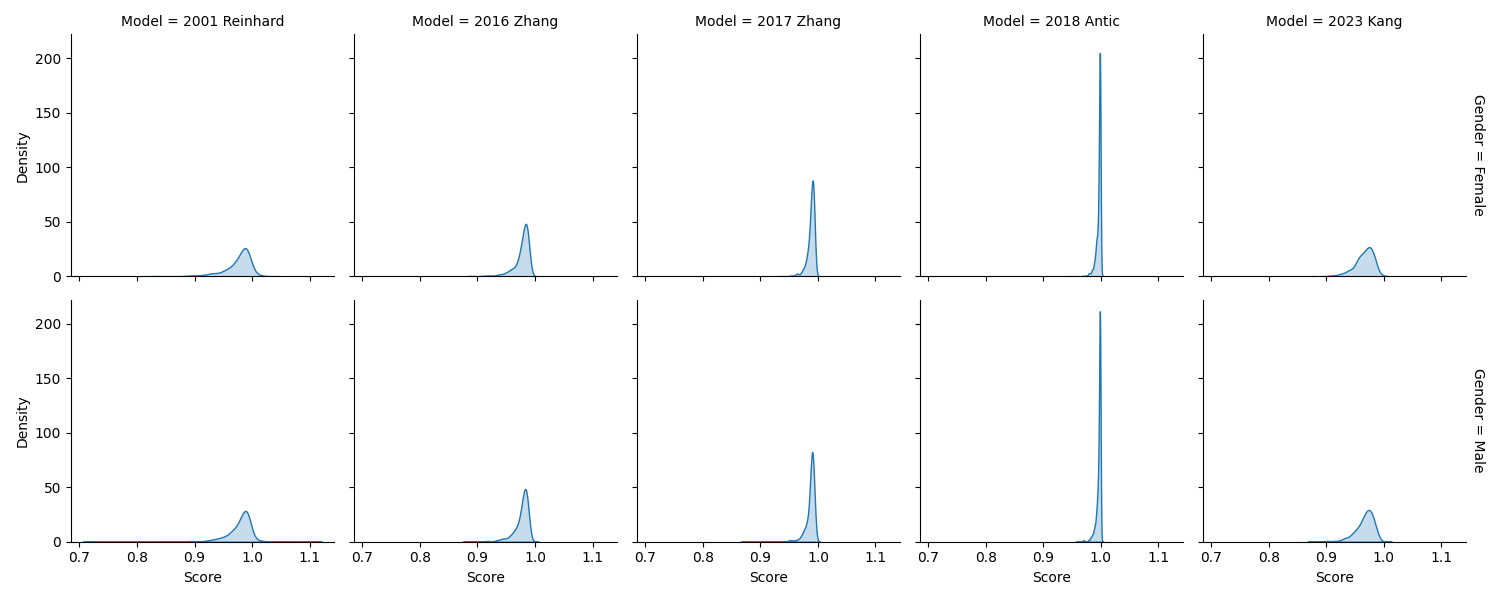 Model = 2001 Reinhard Model = 2016 Zhang Model = 2017 Zhang Model = 2018 Antic Model = 2023 Kang
200
150
100
50
0
Density
Gender = Female
200
150
100
50
0
Density
Gender = Male
0.7 0.8 0.9 1.0 1.1 0.7 0.8 0.9 1.0 1.1 0.7 0.8 0.9 1.0 1.1 0.7 0.8 0.9 1.0 1.1 0.7 0.8 0.9 1.0 1.1
Score Score Score Score Score